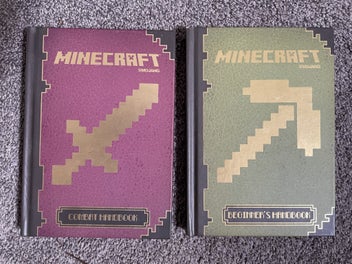 MINECRAFT
MOJANG
COMBAT HANDBOOK
MINECRAFT
MOJANG
BEGINNER'S HANDBOOK